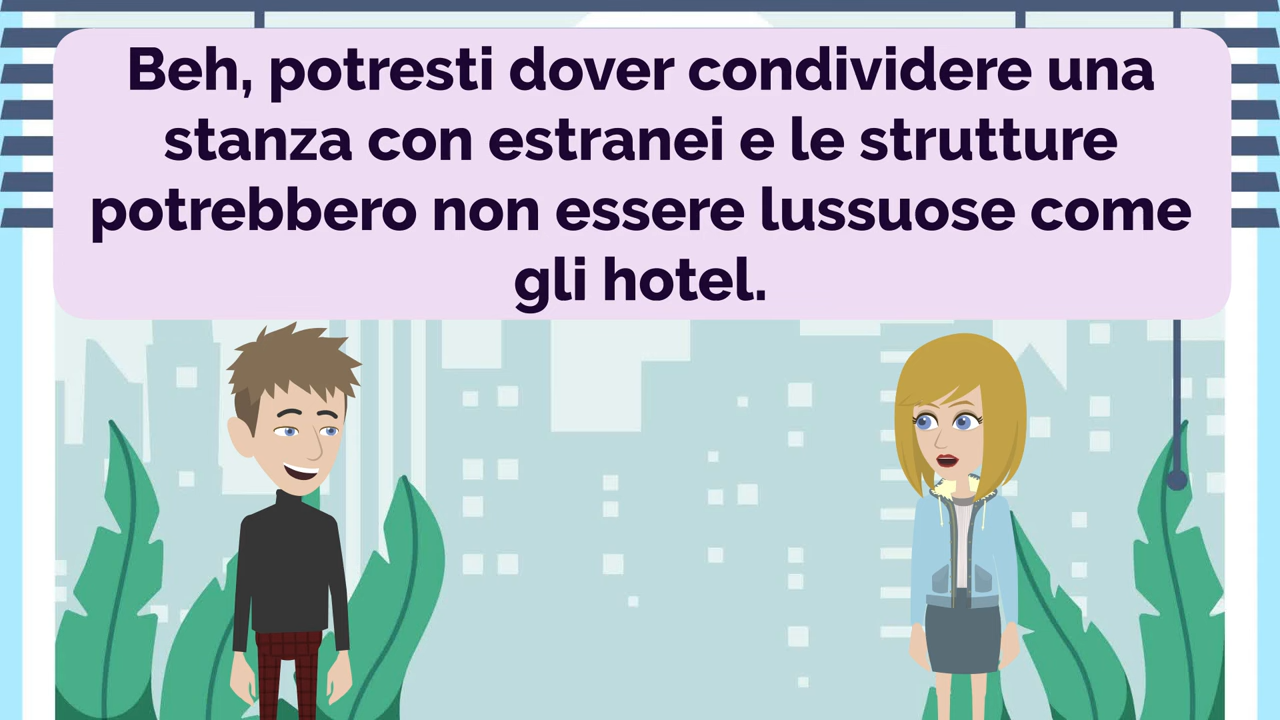 Beh, potresti dover condividere una
stanza con estranei e le strutture
potrebbero non essere lussuose come
gli hotel.